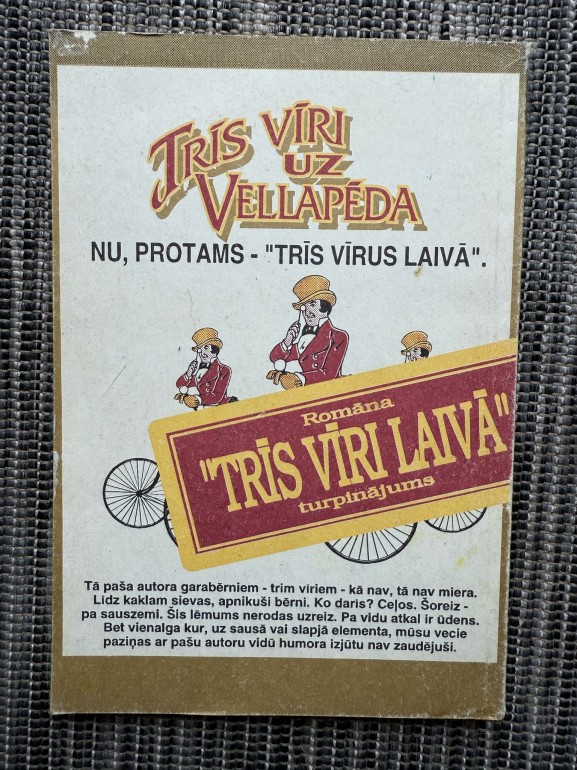 TRĪS VĪRI
UZ
VELLAPĒDA
NU, PROTAMS - "TRĪS VĪRUS LAIVĀ".
Romāna
"TRĪS VĪRI LAIVĀ"
turpinājums
Tā paša autora garabērniem - trim vīriem - kā nav, tā nav miera.
Līdz kaklam sievas, apnikuši bērni. Ko darīs? Ceļos. Šoreiz -
pa sauszemi. Šis lēmums nerodas uzreiz. Pa vidu atkal ir ūdens.
Bet vienalga kur, uz sausā vai slapjā elementa, mūsu vecie
paziņas ar pašu autoru vidū humora izjūtu nav zaudējuši.